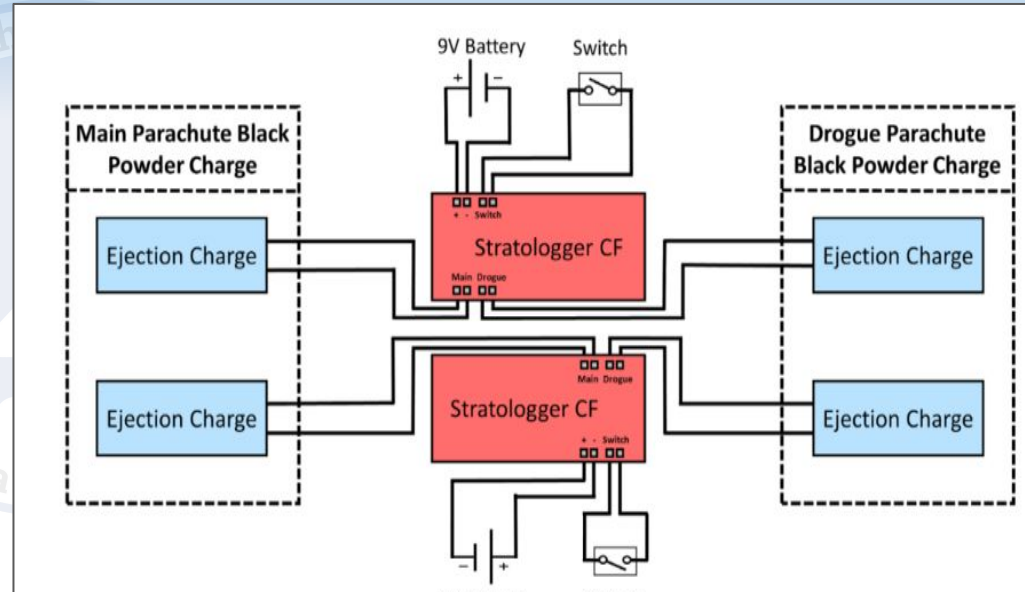 9V Battery
Switch
+ −
Main Parachute Black
Powder Charge
Drogue Parachute
Black Powder Charge
+ - Switch
Ejection Charge
Stratologger CF
Ejection Charge
Main Drogue
Main Drogue
Ejection Charge
Stratologger CF
Ejection Charge
+ - Switch
− +